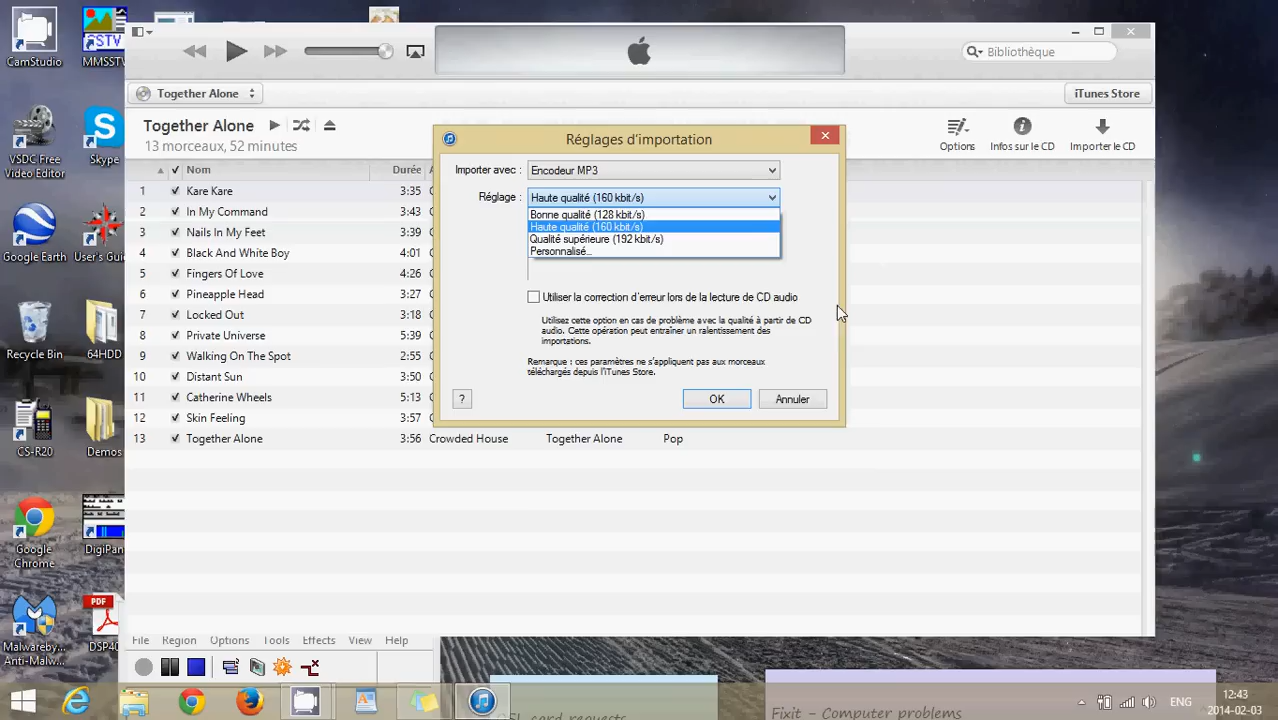 CamStudio
MMSSTV
SSTV
VSDC Free
Video Editor
Skype
Google Earth
User's Guide
Recycle Bin
64HDD
CS-R20
Demos
Google
Chrome
DigiPan
Malwareby...
Anti-Malw...
PDF
DSP40
Bibliothèque
Together Alone
iTunes Store
Together Alone
13 morceaux, 52 minutes
Options
Infos sur le CD
Importer le CD
Nom Durée
1 Kare Kare 3:35
2 In My Command 3:43
3 Nails In My Feet 3:39
4 Black And White Boy 4:01
5 Fingers Of Love 4:26
6 Pineapple Head 3:28
7 Locked Out 3:18
8 Private Universe 5:38
9 Walking On The Spot 2:55
10 Distant Sun 3:50
11 Catherine Wheels 5:13
12 Skin Feeling 3:56
13 Together Alone 3:56 Crowded House Together Alone Pop
Réglages d'importation
Importer avec : Encodeur MP3
Réglage : Haute qualité (160 kbit/s)
Bonne qualité (128 kbit/s)
Haute qualité (160 kbit/s)
Qualité supérieure (192 kbit/s)
Personnalisé...
Utiliser la correction d'erreur lors de la lecture de CD audio
Utilisez cette option en cas de problème avec la qualité à partir de CD
audio. Cette opération peut entraîner un ralentissement des
importations.
Remarque : ces paramètres ne s'appliquent pas aux morceaux
téléchargés depuis l'iTunes Store.
?
OK
Annuler
File Region Options Tools Effects View Help
card requests
Fixit - Computer problems
ENG
12:43
2014-02-03